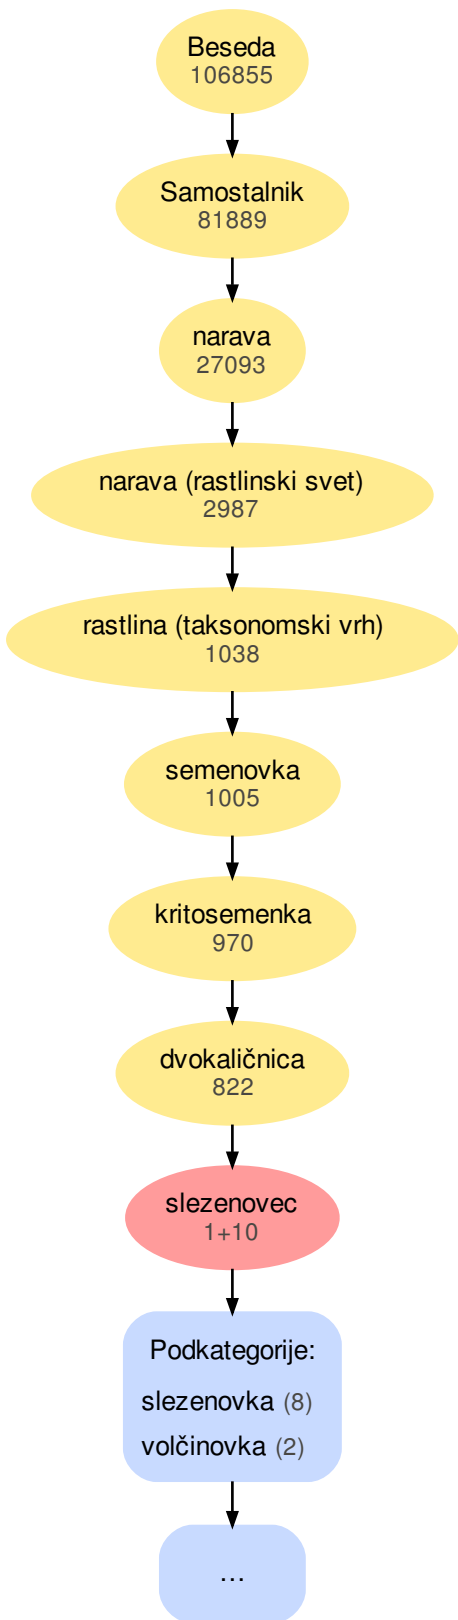 Beseda
106855
Samostalnik
81889
narava
27093
narava (rastlinski svet)
2987
rastlina (taksonomski vrh)
1038
semenovka
1005
kritosemenka
970
dvokaličnica
822
slezenovec
1+10
Podkategorije:
slezenovka (8)
volčinovka (2)
...